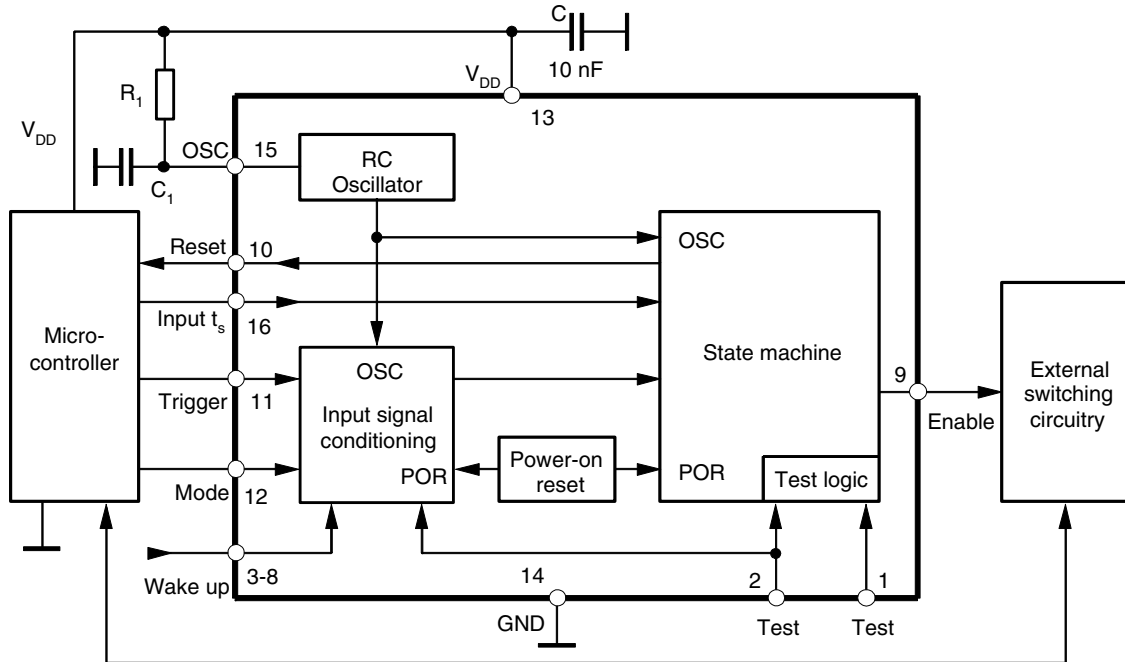 C
10 nF
V_DD
13
R_1
V_DD
OSC
15
C_1
RC
Oscillator
Reset
10
OSC
Input t_s
16
Micro-
controller
State machine
OSC
Trigger
11
Input signal
conditioning
9
Enable
External
switching
circuitry
POR
Power-on
reset
POR
Test logic
Mode
12
Wake up
3-8
14
2
1
GND
Test
Test